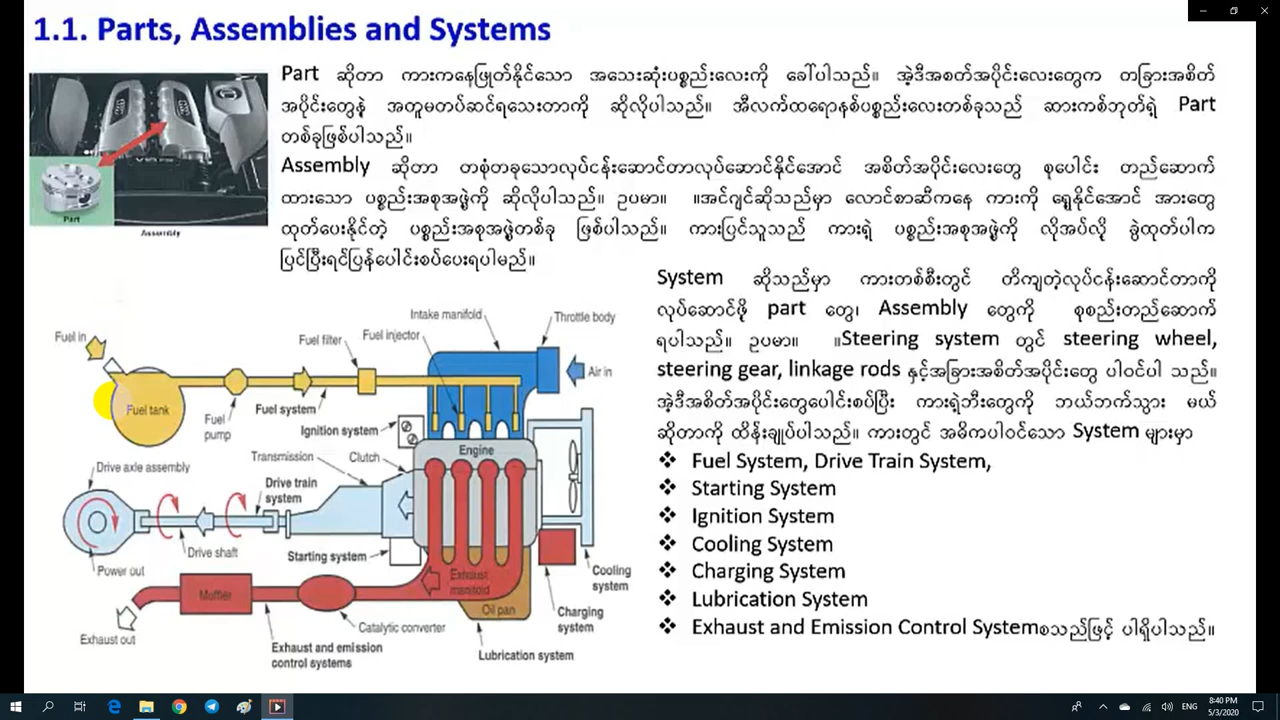 1.1. Parts, Assemblies and Systems
Part ဆိုတာ ကားကနေဖြုတ်နိုင်သော အသေးဆုံးပစ္စည်းလေးကို ခေါ်ပါသည်။ အဲ့ဒီအစတ်အပိုင်းလေးတွေက တခြားအစိတ်
အပိုင်းတွေနဲ့ အတူမတပ်ဆင်ရသေးတာကို ဆိုလိုပါသည်။ အီလက်ထရောနစ်ပစ္စည်းလေးတစ်ခုသည် ဆားကစ်ဘုတ်ရဲ့ Part
တစ်ခုဖြစ်ပါသည်။
Assembly ဆိုတာ တစုံတခုသောလုပ်ငန်းဆောင်တာလုပ်ဆောင်နိုင်အောင် အစိတ်အပိုင်းလေးတွေ စုပေါင်း တည်ဆောက်
ထားသော ပစ္စည်းအစုအဖွဲ့ကို ဆိုလိုပါသည်။ ဥပမာ။ ။အင်ဂျင်ဆိုသည်မှာ လောင်စာဆီကနေ ကားကို ရွေ့နိုင်အောင် အားတွေ
ထုတ်ပေးနိုင်တဲ့ ပစ္စည်းအစုအဖွဲ့တစ်ခု ဖြစ်ပါသည်။ ကားပြင်သူသည် ကားရဲ့ ပစ္စည်းအစုအဖွဲ့ကို လိုအပ်လို့ ခွဲထုတ်ပါက
ပြင်ပြီးရင်ပြန်ပေါင်းစပ်ပေးရပါမည်။
Part
Assembly
System ဆိုသည်မှာ ကားတစ်စီးတွင် တိကျတဲ့လုပ်ငန်းဆောင်တာကို
လုပ်ဆောင်ဖို့ part တွေ၊ Assembly တွေကို စုစည်းတည်ဆောက်
ရပါသည်။ ဥပမာ။ ။Steering system တွင် steering wheel,
steering gear, linkage rods နှင့်အခြားအစိတ်အပိုင်းတွေ ပါဝင်ပါ သည်။
အဲ့ဒီအစိတ်အပိုင်းတွေပေါင်းစပ်ပြီး ကားရဲ့ဘီးတွေကို ဘယ်ဘက်သွား မယ်
ဆိုတာကို ထိန်းချုပ်ပါသည်။ ကားတွင် အဓိကပါဝင်သော System များမှာ
❖ Fuel System, Drive Train System,
❖ Starting System
❖ Ignition System
❖ Cooling System
❖ Charging System
❖ Lubrication System
❖ Exhaust and Emission Control Systemစသည်ဖြင့် ပါရှိပါသည်။
Intake manifold
Throttle body
Fuel in
Fuel filter
Fuel injector
Air in
Fuel tank
Fuel
pump
Fuel system
Ignition system
Engine
Drive axle assembly
Transmission
Clutch
Drive train
system
Drive shaft
Starting system
Power out
Exhaust
manifold
Cooling
system
Muffler
Oil pan
Charging
system
Exhaust out
Catalytic converter
Exhaust and emission
control systems
Lubrication system
ENG
8:40 PM
5/3/2020